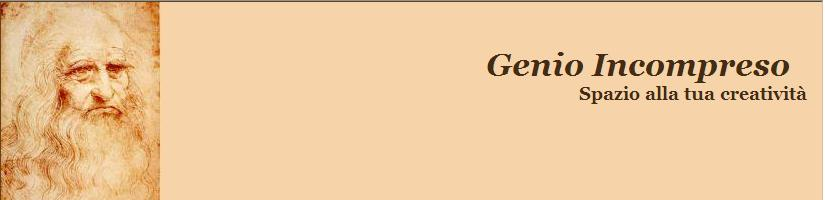 Genio Incompreso
Spazio alla tua creatività